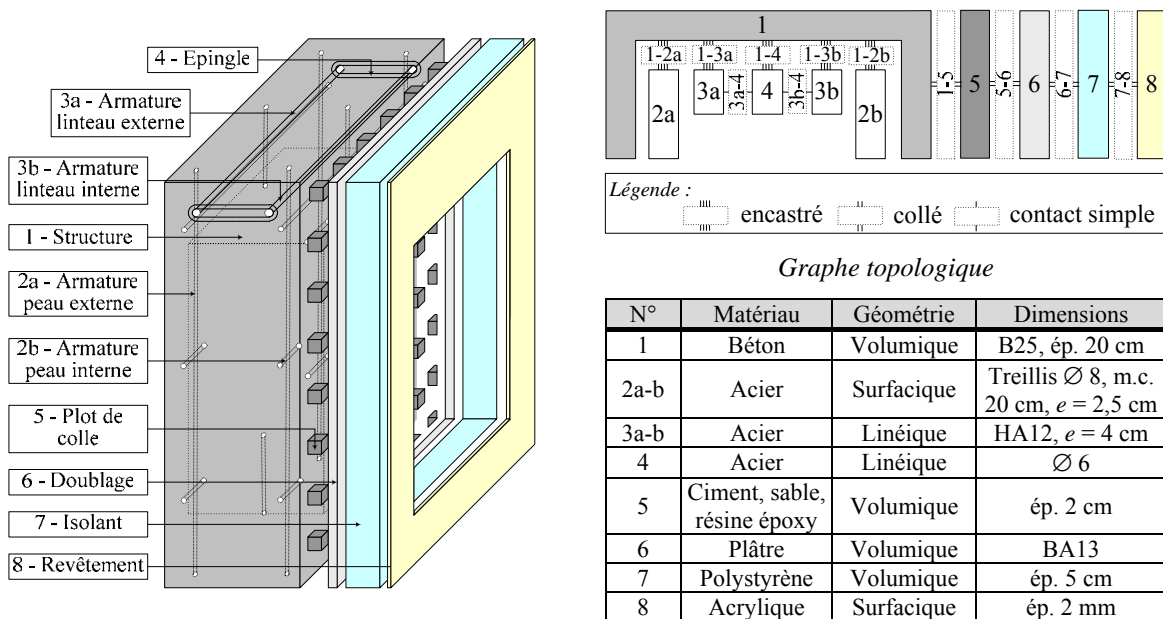 4 - Epingle
3a - Armature
linteau externe
3b - Armature
linteau interne
1 - Structure
2a - Armature
peau externe
2b - Armature
peau interne
5 - Plot de
colle
6 - Doublage
7 - Isolant
8 - Revêtement
1
1-2a 1-3a 1-4 1-3b 1-2b
2a 3a 3a-4 4 3b-4 3b 2b 1-5 5 5-6 6 6-7 7 7-8 8
Légende :
encastré collé contact simple
Graphe topologique
N° Matériau Géométrie Dimensions
1 Béton Volumique B25, ép. 20 cm
2a-b Acier Surfacique Treillis ∅ 8, m.c.
20 cm, e = 2,5 cm
3a-b Acier Linéique HA12, e = 4 cm
4 Acier Linéique ∅ 6
5 Ciment, sable,
résine époxy Volumique ép. 2 cm
6 Plâtre Volumique BA13
7 Polystyrène Volumique ép. 5 cm
8 Acrylique Surfacique ép. 2 mm